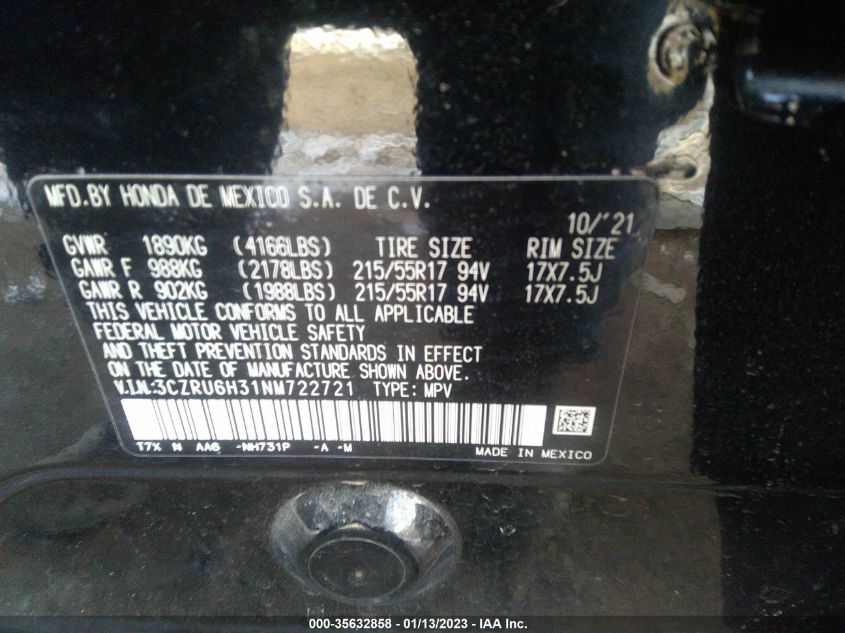 MFD.BY HONDA DE MEXICO S.A. DE C.V.
10/'21
GVWR 1890KG (4166LBS) TIRE SIZE RIM SIZE
GAWR F 988KG (2178LBS) 215/55R17 94V 17X7.5J
GAWR R 902KG (1988LBS) 215/55R17 94V 17X7.5J
THIS VEHICLE CONFORMS TO ALL APPLICABLE
FEDERAL MOTOR VEHICLE SAFETY
AND THEFT PREVENTION STANDARDS IN EFFECT
ON THE DATE OF MANUFACTURE SHOWN ABOVE.
V.I.N:3CZRU6H31NM722721 TYPE: MPV
T7X N AA6 -NH731P -A -M MADE IN MEXICO
000-35632858 - 01/13/2023 - IAA Inc.